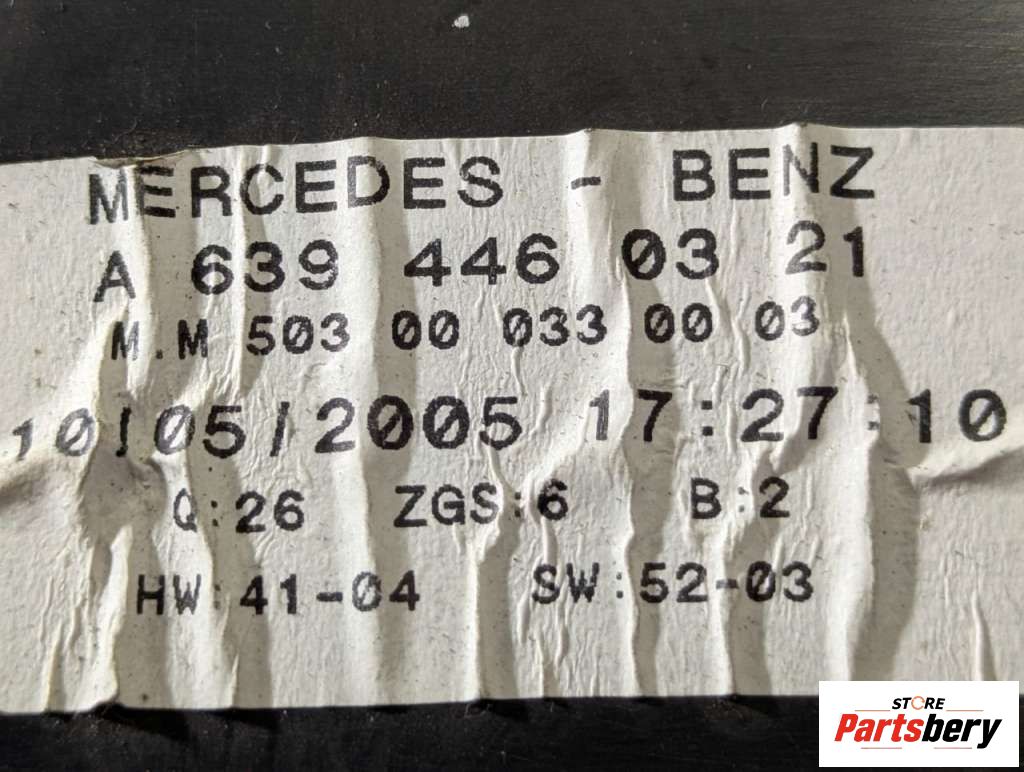 MERCEDES - BENZ
A 639 446 03 21
M.M 503 00 033 00 03
10/05/2005 17:27:10
Q:26 ZGS:6 B:2
HW:41-04 SW:52-03
STORE
Partsbery